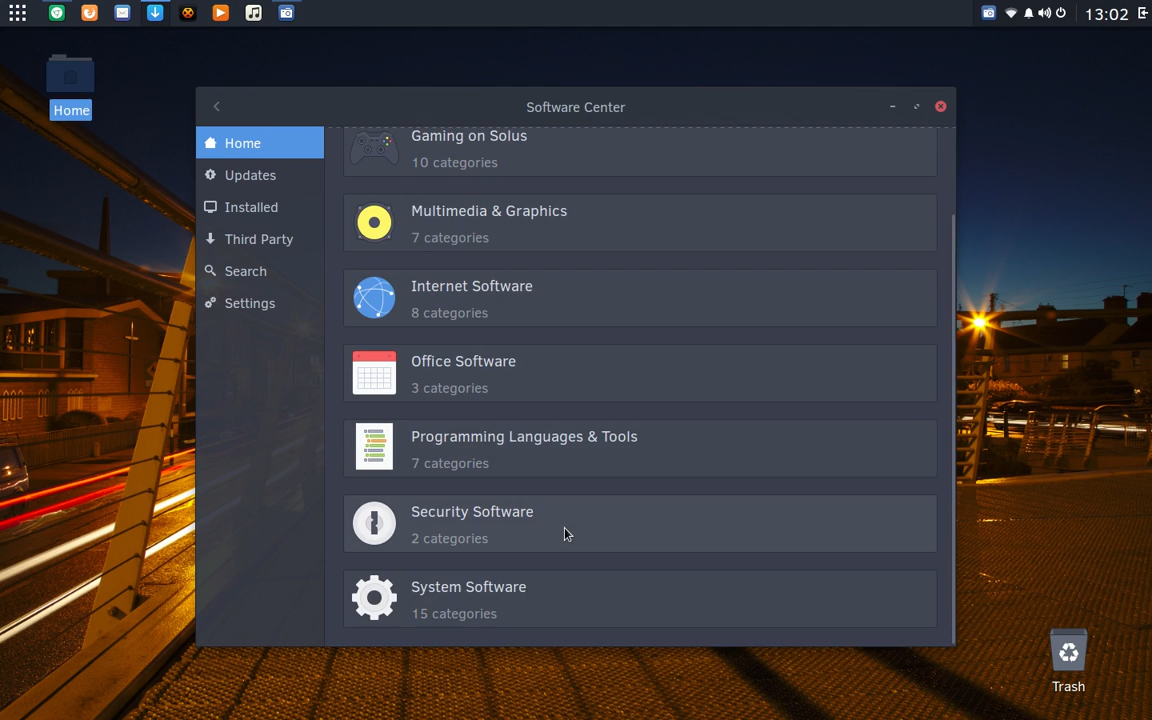 13:02
Home
Software Center
Home
Updates
Installed
Third Party
Search
Settings
Gaming on Solus
10 categories
Multimedia & Graphics
7 categories
Internet Software
8 categories
Office Software
3 categories
Programming Languages & Tools
7 categories
Security Software
2 categories
System Software
15 categories
Trash